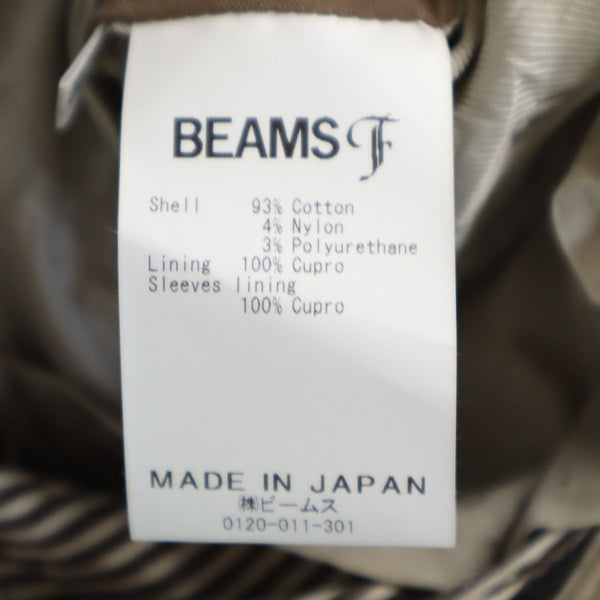 BEAMS F
Shell 93% Cotton
4% Nylon
3% Polyurethane
Lining 100% Cupro
Sleeves lining
100% Cupro
MADE IN JAPAN
㈱ビームス
0120-011-301